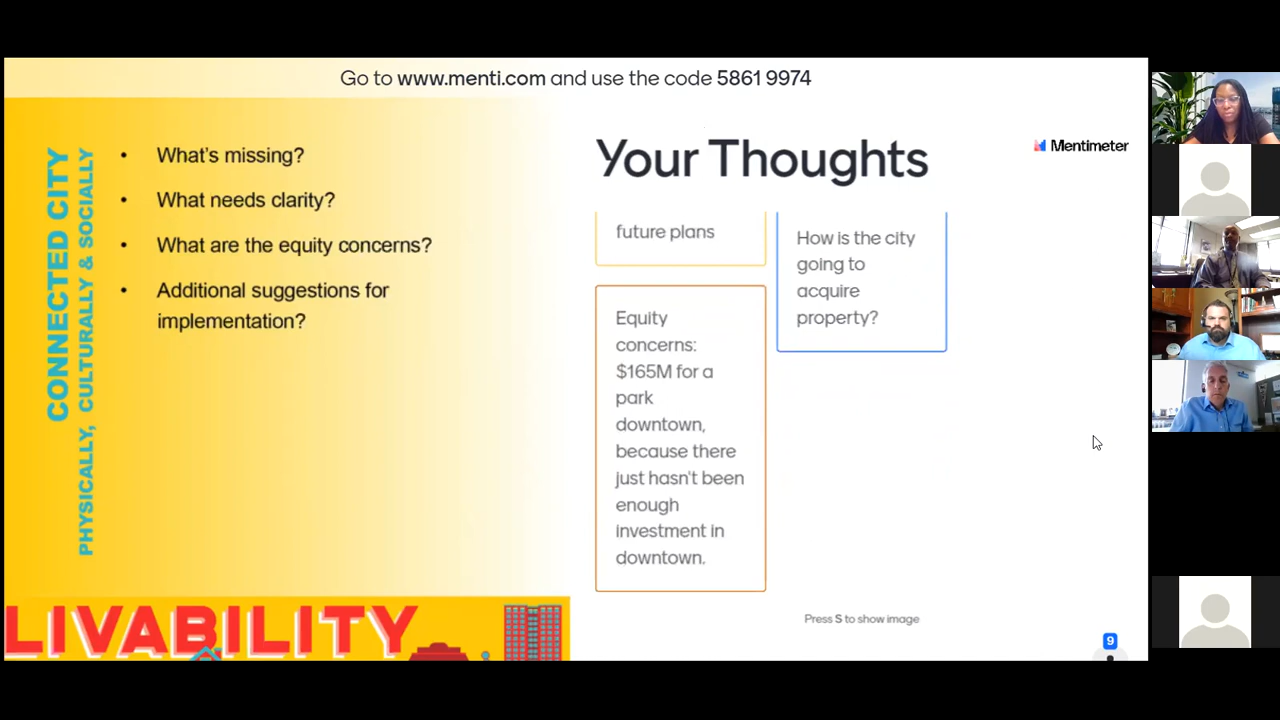 Go to www.menti.com and use the code 5861 9974
CONNECTED CITY
PHYSICALLY, CULTURALLY & SOCIALLY
• What's missing?
• What needs clarity?
• What are the equity concerns?
• Additional suggestions for
implementation?
LIVABILITY
Your Thoughts
Mentimeter
future plans
Equity
concerns:
$165M for a
park
downtown,
because there
just hasn't been
enough
investment in
downtown.
How is the city
going to
acquire
property?
Press S to show image
9